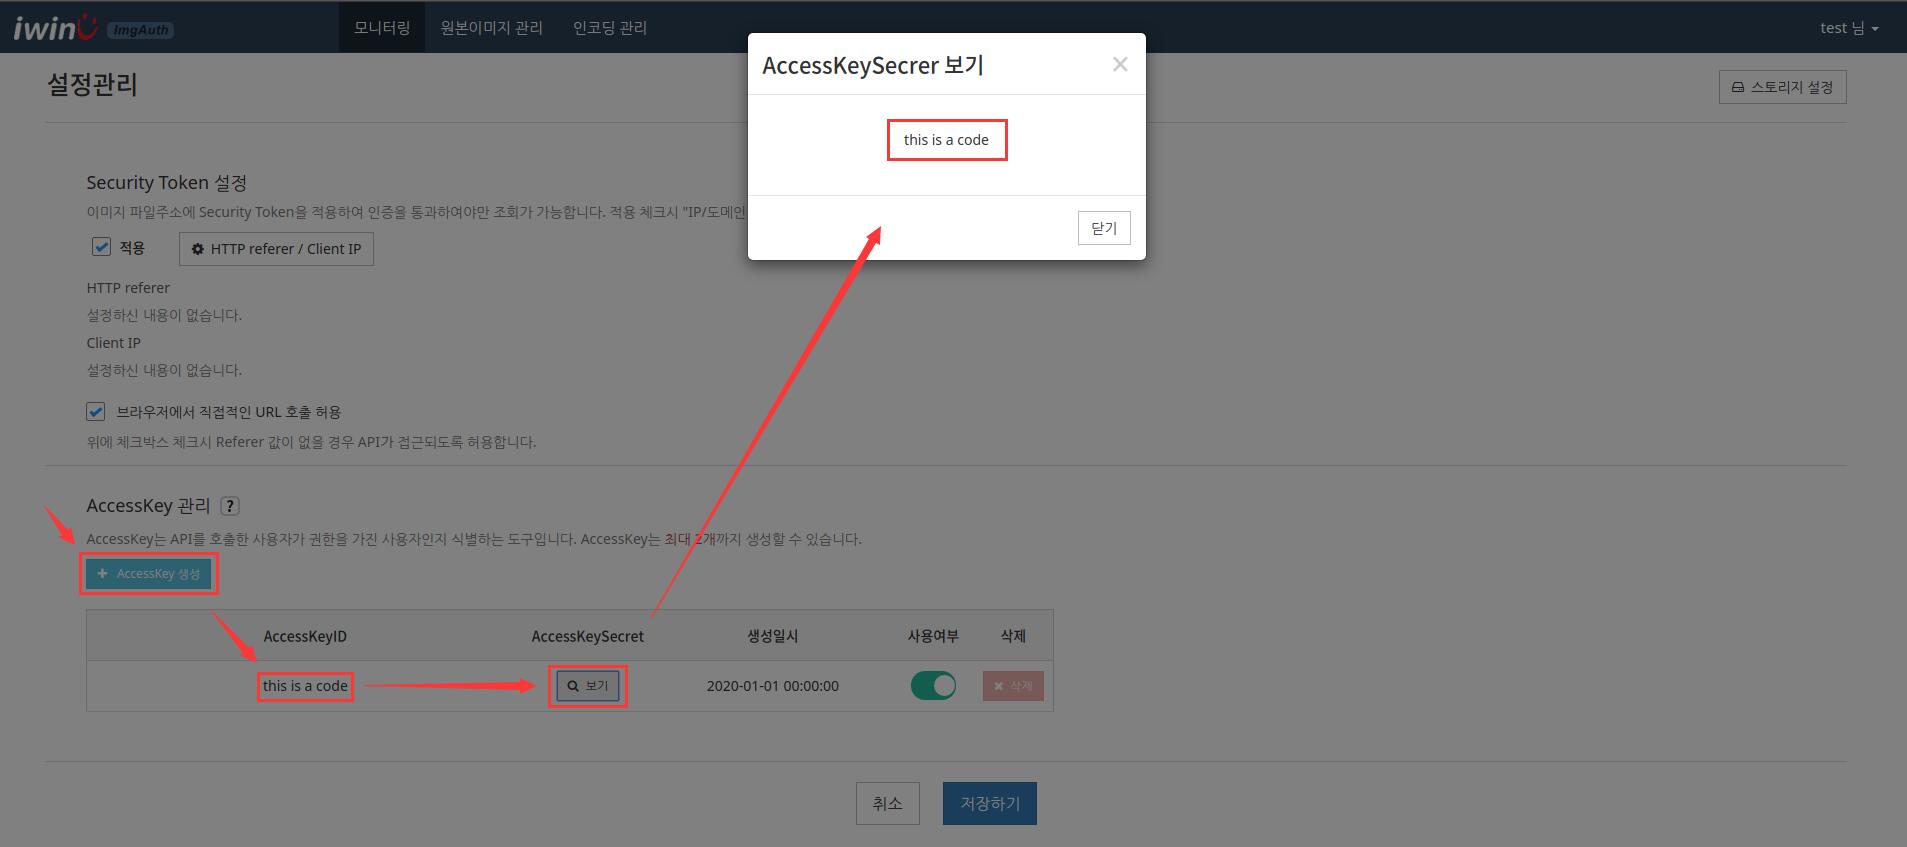 iwinU ImgAuth 모니터링 원본이미지 관리 인코딩 관리 test 님
설정관리
스토리지 설정
AccessKeySecrer 보기 ×
this is a code
닫기
Security Token 설정
이미지 파일주소에 Security Token을 적용하여 인증을 통과하여야만 조회가 가능합니다. 적용 체크시 "IP/도메인
적용 HTTP referer / Client IP
HTTP referer
설정하신 내용이 없습니다.
Client IP
설정하신 내용이 없습니다.
브라우저에서 직접적인 URL 호출 허용
위에 체크박스 체크시 Referer 값이 없을 경우 API가 접근되도록 허용합니다.
AccessKey 관리 ?
AccessKey는 API를 호출한 사용자가 권한을 가진 사용자인지 식별하는 도구입니다. AccessKey는 최대 2개까지 생성할 수 있습니다.
AccessKey 생성
AccessKeyID AccessKeySecret 생성일시 사용여부 삭제
this is a code 보기 2020-01-01 00:00:00 삭제
취소 저장하기